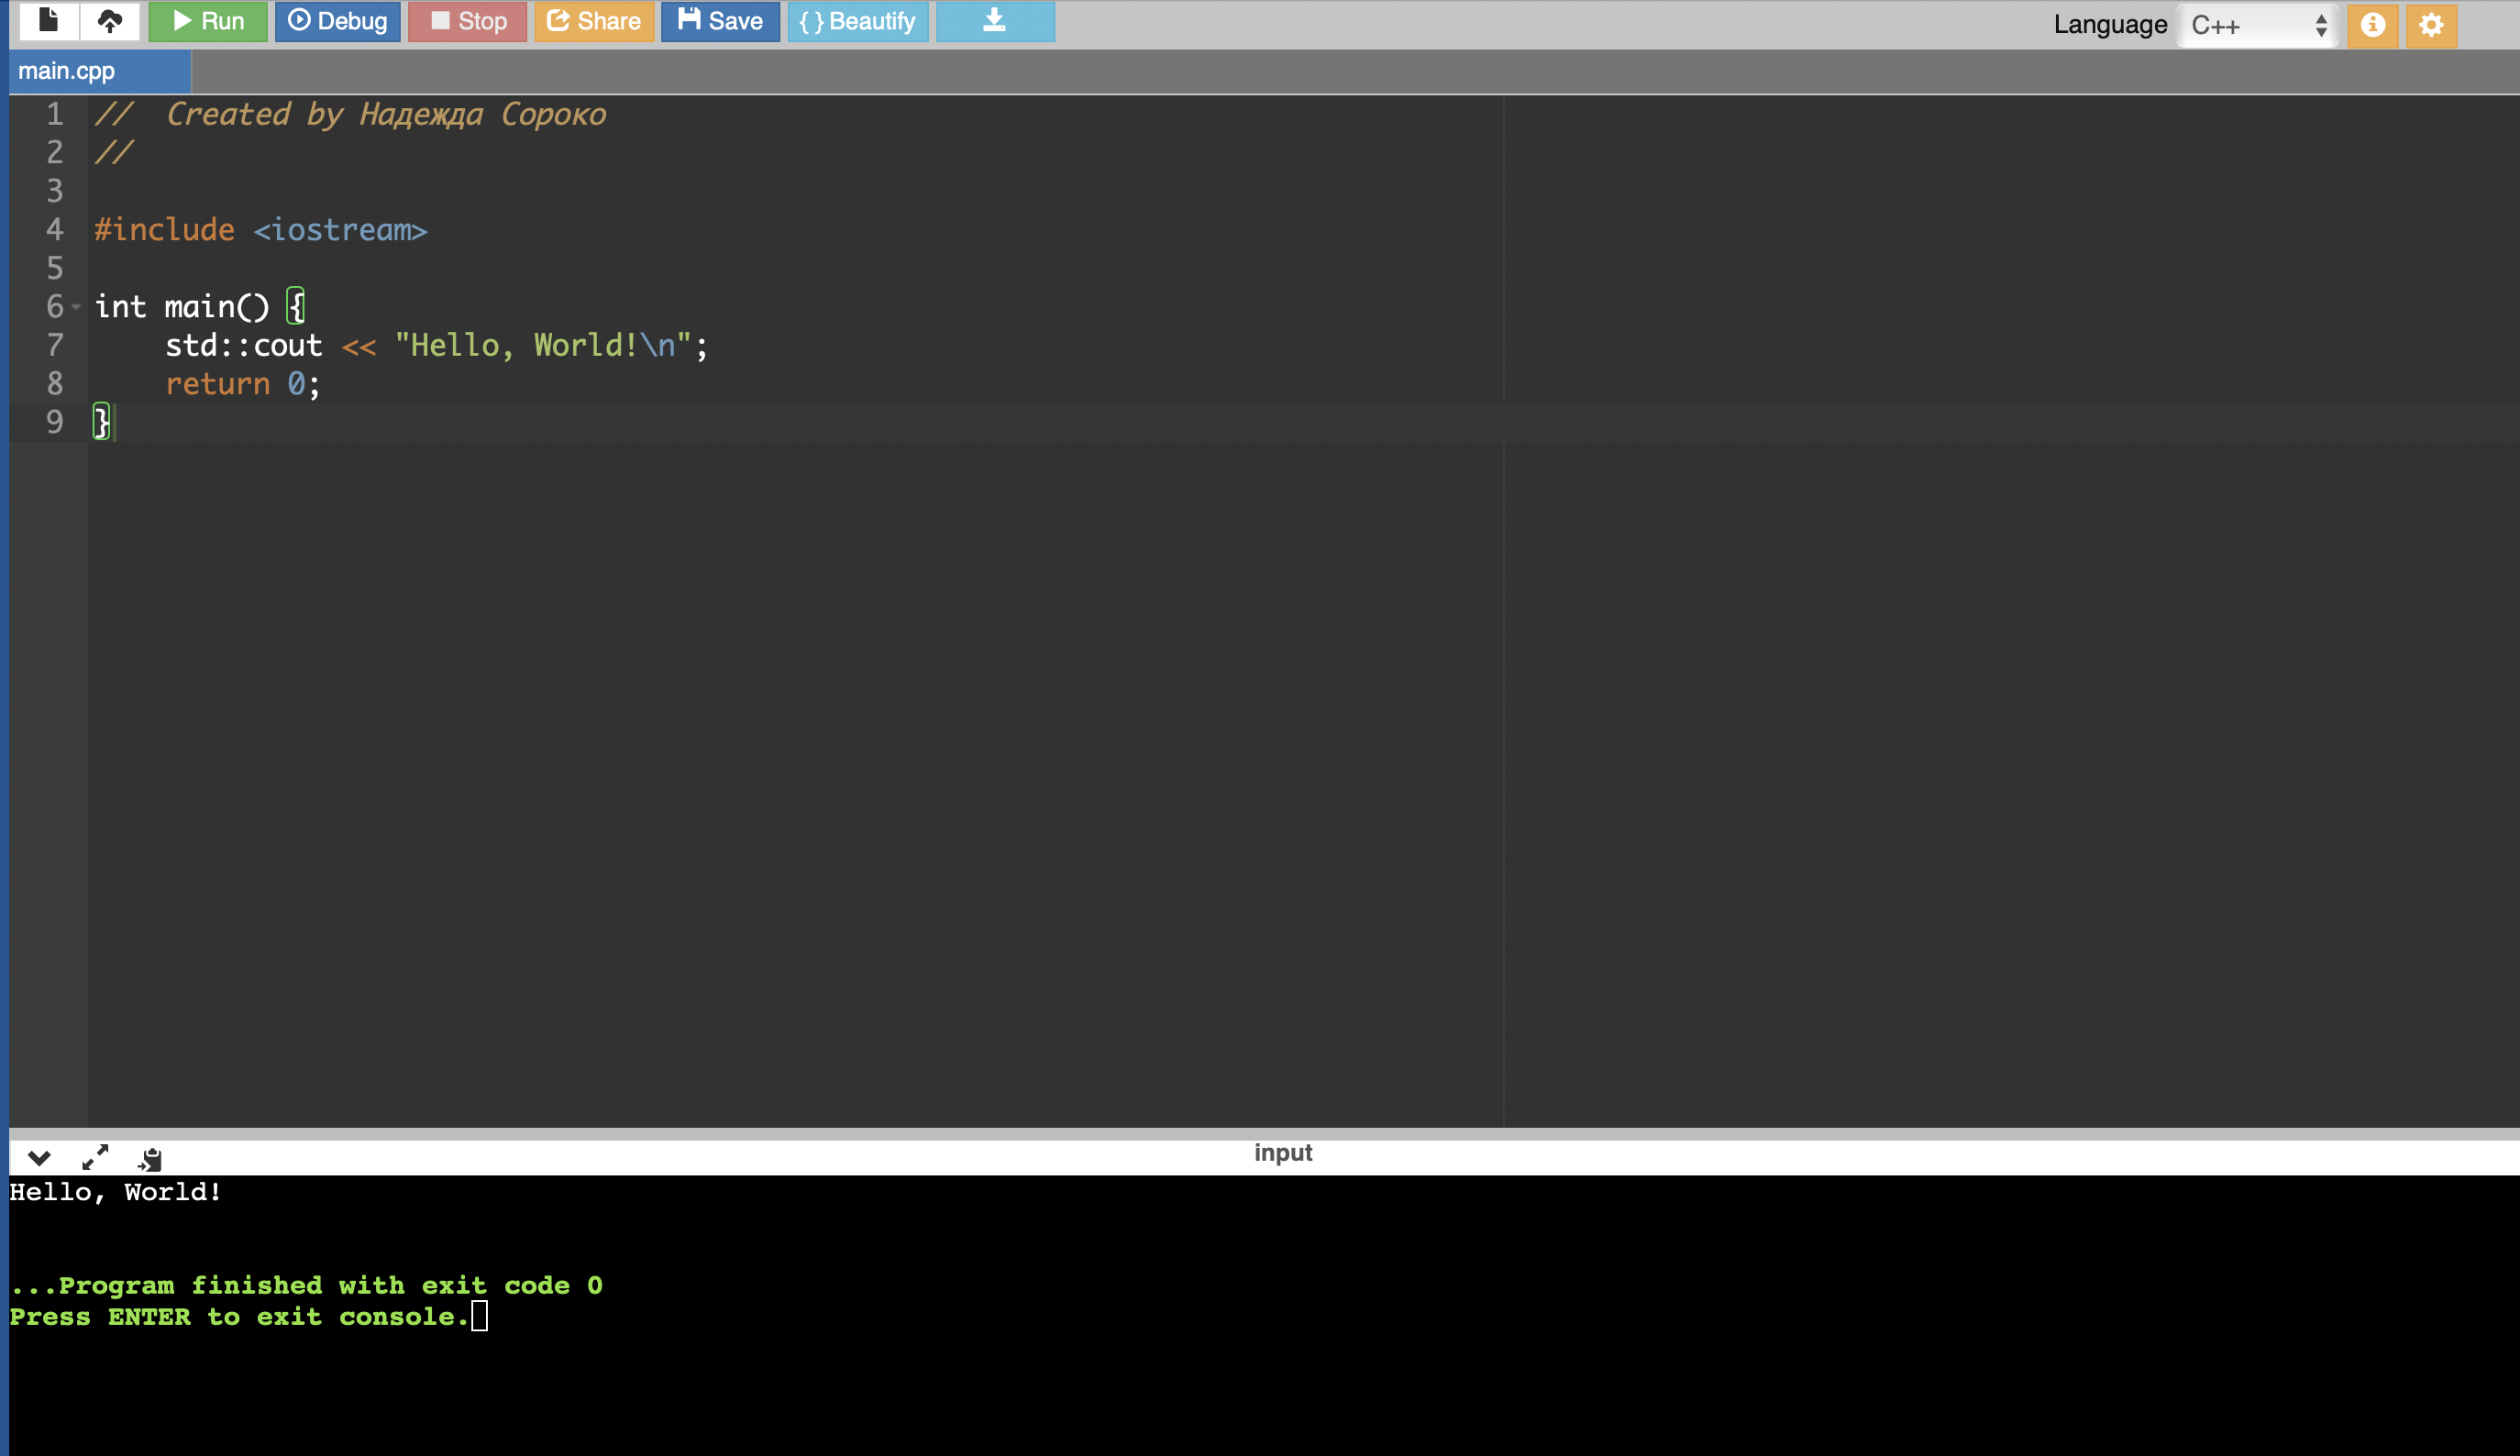 Run Debug Stop Share Save { } Beautify Language C++
main.cpp
1 //  Created by Надежда Сороко
2 //
3
4 #include <iostream>
5
6 int main() {
7     std::cout << "Hello, World!\n";
8     return 0;
9 }
input
Hello, World!
...Program finished with exit code 0
Press ENTER to exit console.